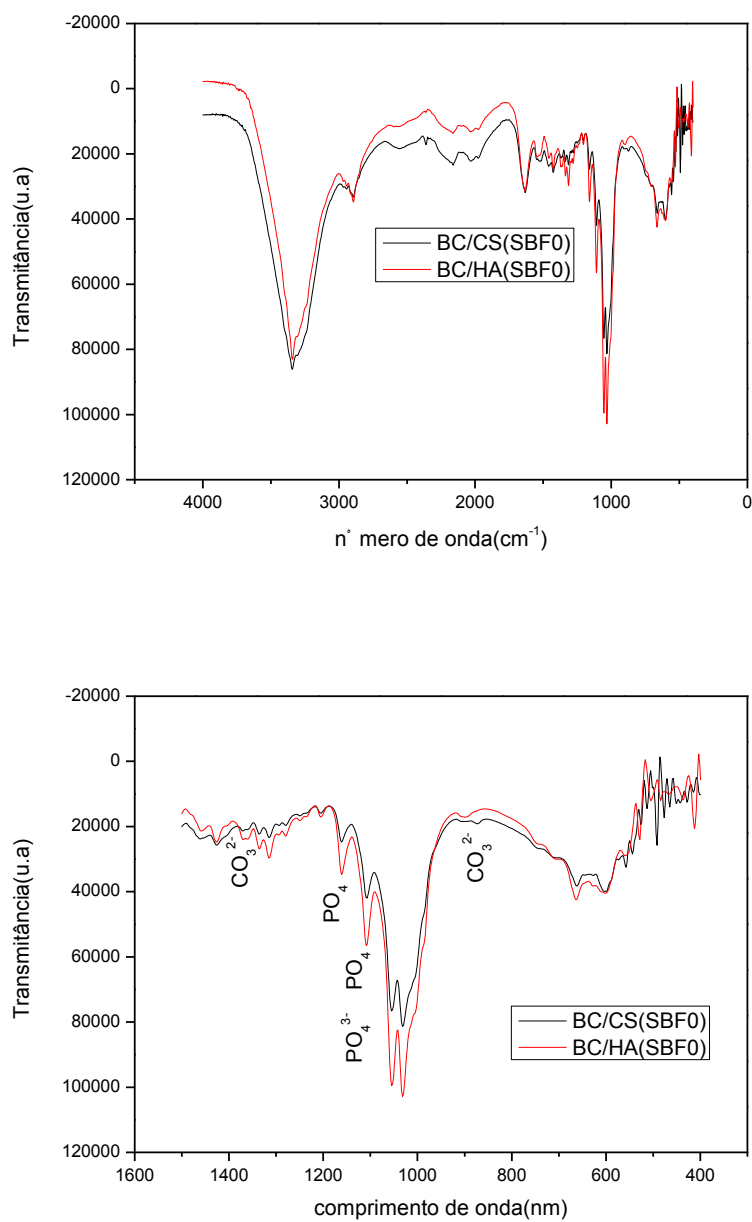 -20000
0
20000
40000
60000
80000
100000
120000
Transmitância(u.a)
BC/CS(SBF0)
BC/HA(SBF0)
4000 3000 2000 1000 0
n˚ mero de onda(cm⁻¹)
-20000
0
20000
40000
60000
80000
100000
120000
Transmitância(u.a)
CO₃²⁻
PO₄
PO₄
PO₄³⁻
CO₃²⁻
BC/CS(SBF0)
BC/HA(SBF0)
1600 1400 1200 1000 800 600 400
comprimento de onda(nm)